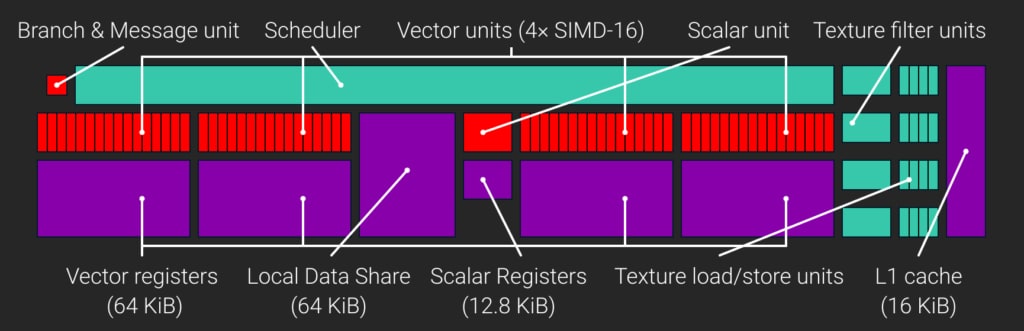 Branch & Message unit
Scheduler
Vector units (4× SIMD-16)
Scalar unit
Texture filter units
Vector registers
(64 KiB)
Local Data Share
(64 KiB)
Scalar Registers
(12.8 KiB)
Texture load/store units
L1 cache
(16 KiB)